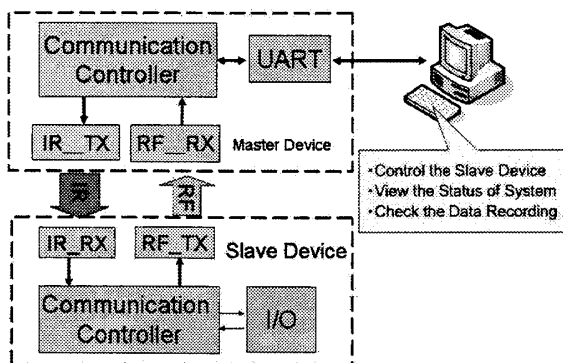 Communication
Controller
UART
IR_TX
RF_RX
Master Device
IR
RF
•Control the Slave Device
•View the Status of System
•Check the Data Recording
IR_RX
RF_TX
Slave Device
Communication
Controller
I/O